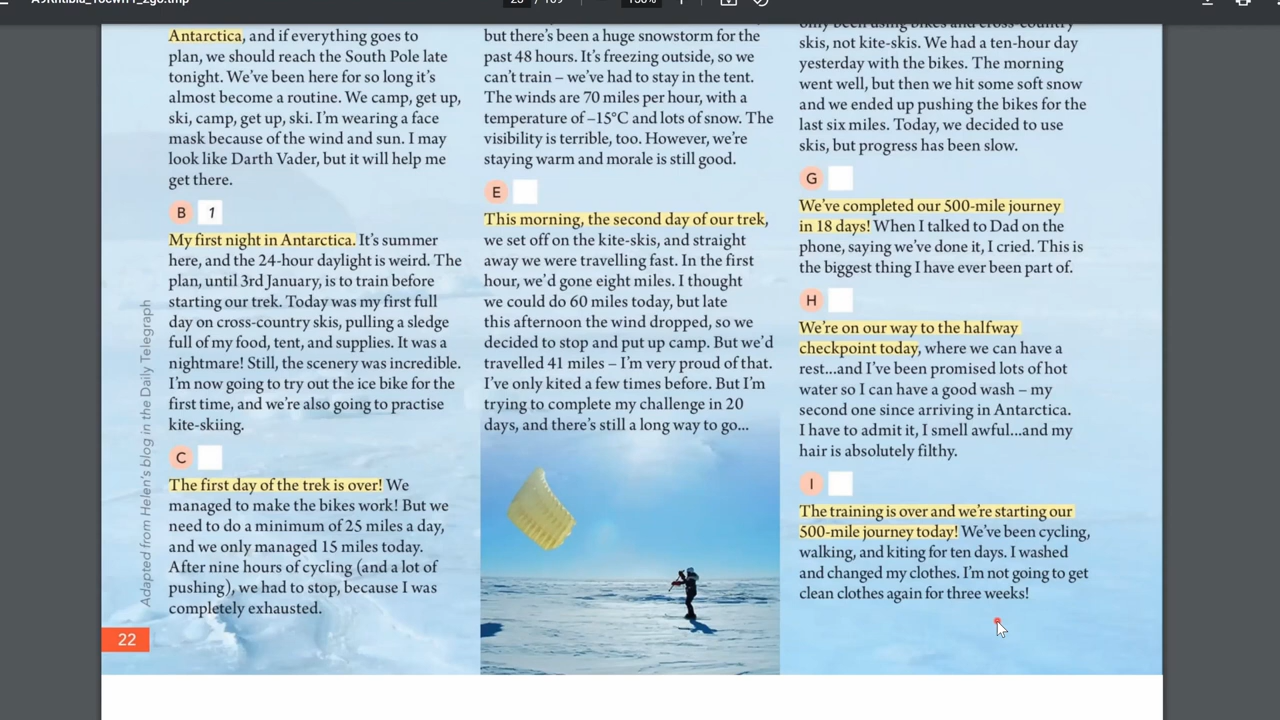 Antarctica, and if everything goes to
plan, we should reach the South Pole late
tonight. We've been here for so long it's
almost become a routine. We camp, get up,
ski, camp, get up, ski. I'm wearing a face
mask because of the wind and sun. I may
look like Darth Vader, but it will help me
get there.
B 1
My first night in Antarctica. It's summer
here, and the 24-hour daylight is weird. The
plan, until 3rd January, is to train before
starting our trek. Today was my first full
day on cross-country skis, pulling a sledge
full of my food, tent, and supplies. It was a
nightmare! Still, the scenery was incredible.
I'm now going to try out the ice bike for the
first time, and we're also going to practise
kite-skiing.
C
The first day of the trek is over! We
managed to make the bikes work! But we
need to do a minimum of 25 miles a day,
and we only managed 15 miles today.
After nine hours of cycling (and a lot of
pushing), we had to stop, because I was
completely exhausted.
Adapted from Helen's blog in the Daily Telegraph
22
but there's been a huge snowstorm for the
past 48 hours. It's freezing outside, so we
can't train – we've had to stay in the tent.
The winds are 70 miles per hour, with a
temperature of –15°C and lots of snow. The
visibility is terrible, too. However, we're
staying warm and morale is still good.
E
This morning, the second day of our trek,
we set off on the kite-skis, and straight
away we were travelling fast. In the first
hour, we'd gone eight miles. I thought
we could do 60 miles today, but late
this afternoon the wind dropped, so we
decided to stop and put up camp. But we'd
travelled 41 miles – I'm very proud of that.
I've only kited a few times before. But I'm
trying to complete my challenge in 20
days, and there's still a long way to go...
only been using bikes and cross-country
skis, not kite-skis. We had a ten-hour day
yesterday with the bikes. The morning
went well, but then we hit some soft snow
and we ended up pushing the bikes for the
last six miles. Today, we decided to use
skis, but progress has been slow.
G
We've completed our 500-mile journey
in 18 days! When I talked to Dad on the
phone, saying we've done it, I cried. This is
the biggest thing I have ever been part of.
H
We're on our way to the halfway
checkpoint today, where we can have a
rest...and I've been promised lots of hot
water so I can have a good wash – my
second one since arriving in Antarctica.
I have to admit it, I smell awful...and my
hair is absolutely filthy.
I
The training is over and we're starting our
500-mile journey today! We've been cycling,
walking, and kiting for ten days. I washed
and changed my clothes. I'm not going to get
clean clothes again for three weeks!